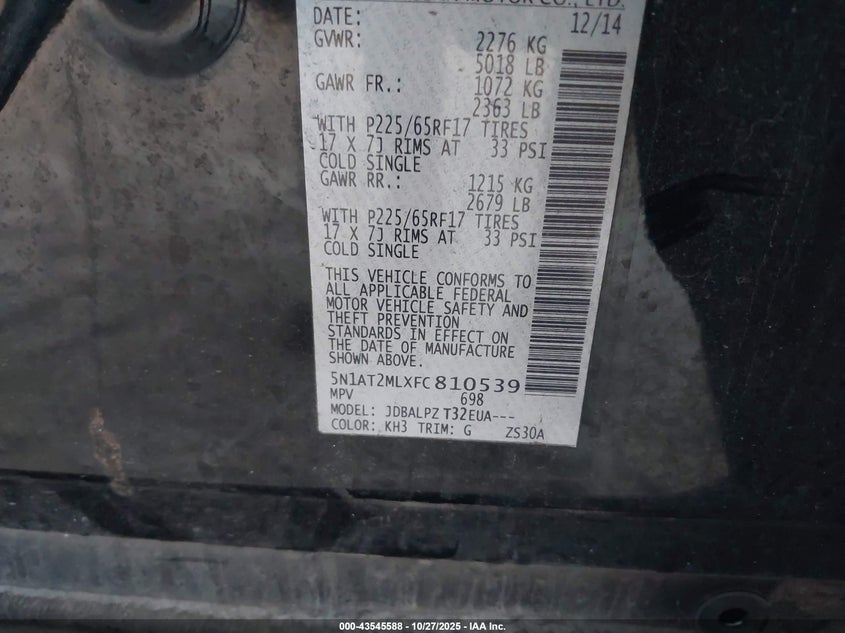 MOTOR CO., LTD.
DATE: 12/14
GVWR: 2276 KG
5018 LB
GAWR FR.: 1072 KG
2363 LB
WITH P225/65RF17 TIRES
17 X 7J RIMS AT 33 PSI
COLD SINGLE
GAWR RR.: 1215 KG
2679 LB
WITH P225/65RF17 TIRES
17 X 7J RIMS AT 33 PSI
COLD SINGLE
THIS VEHICLE CONFORMS TO
ALL APPLICABLE FEDERAL
MOTOR VEHICLE SAFETY AND
THEFT PREVENTION
STANDARDS IN EFFECT ON
THE DATE OF MANUFACTURE
SHOWN ABOVE.
5N1AT2MLXFC810539
MPV 698
MODEL: JDBALPZ T32EUA---
COLOR: KH3 TRIM: G ZS30A
000-43545588 - 10/27/2025 - IAA Inc.